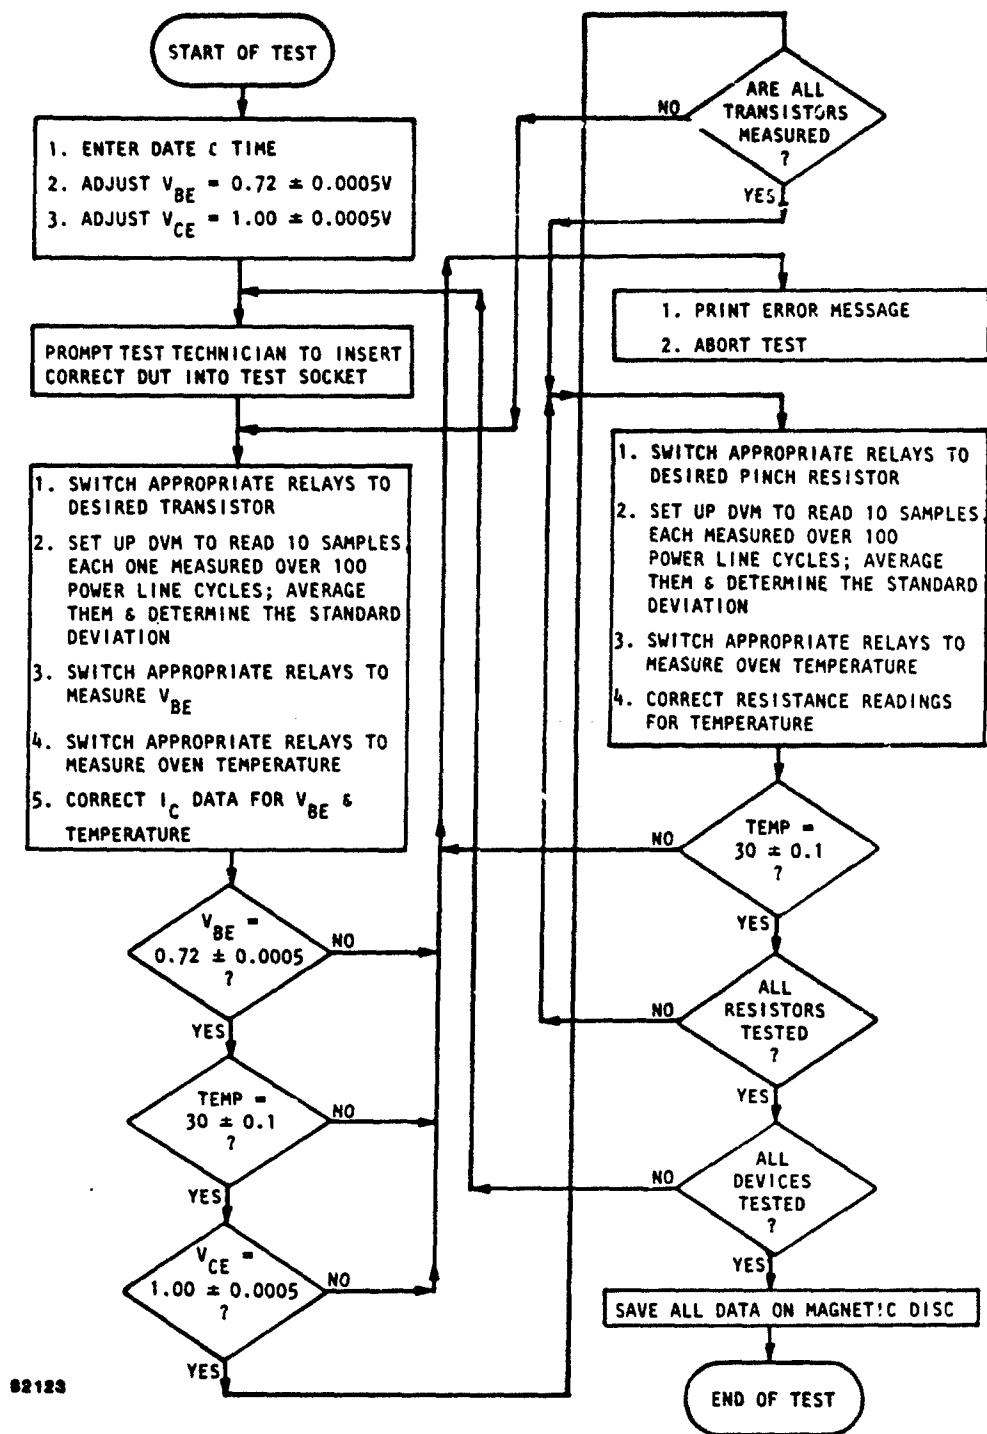 START OF TEST
1. ENTER DATE & TIME
2. ADJUST V_BE = 0.72 ± 0.0005V
3. ADJUST V_CE = 1.00 ± 0.0005V
PROMPT TEST TECHNICIAN TO INSERT
CORRECT DUT INTO TEST SOCKET
1. SWITCH APPROPRIATE RELAYS TO
DESIRED TRANSISTOR
2. SET UP DVM TO READ 10 SAMPLES
EACH ONE MEASURED OVER 100
POWER LINE CYCLES; AVERAGE
THEM & DETERMINE THE STANDARD
DEVIATION
3. SWITCH APPROPRIATE RELAYS TO
MEASURE V_BE
4. SWITCH APPROPRIATE RELAYS TO
MEASURE OVEN TEMPERATURE
5. CORRECT I_C DATA FOR V_BE &
TEMPERATURE
V_BE =
0.72 ± 0.0005
?
NO
YES
TEMP =
30 ± 0.1
?
NO
YES
V_CE =
1.00 ± 0.0005
?
NO
YES
ARE ALL
TRANSISTORS
MEASURED
?
NO
YES
1. PRINT ERROR MESSAGE
2. ABORT TEST
1. SWITCH APPROPRIATE RELAYS TO
DESIRED PINCH RESISTOR
2. SET UP DVM TO READ 10 SAMPLES,
EACH MEASURED OVER 100
POWER LINE CYCLES; AVERAGE
THEM & DETERMINE THE STANDARD
DEVIATION
3. SWITCH APPROPRIATE RELAYS TO
MEASURE OVEN TEMPERATURE
4. CORRECT RESISTANCE READINGS
FOR TEMPERATURE
TEMP =
30 ± 0.1
?
NO
YES
ALL
RESISTORS
TESTED
?
NO
YES
ALL
DEVICES
TESTED
?
NO
YES
SAVE ALL DATA ON MAGNETIC DISC
END OF TEST
82123